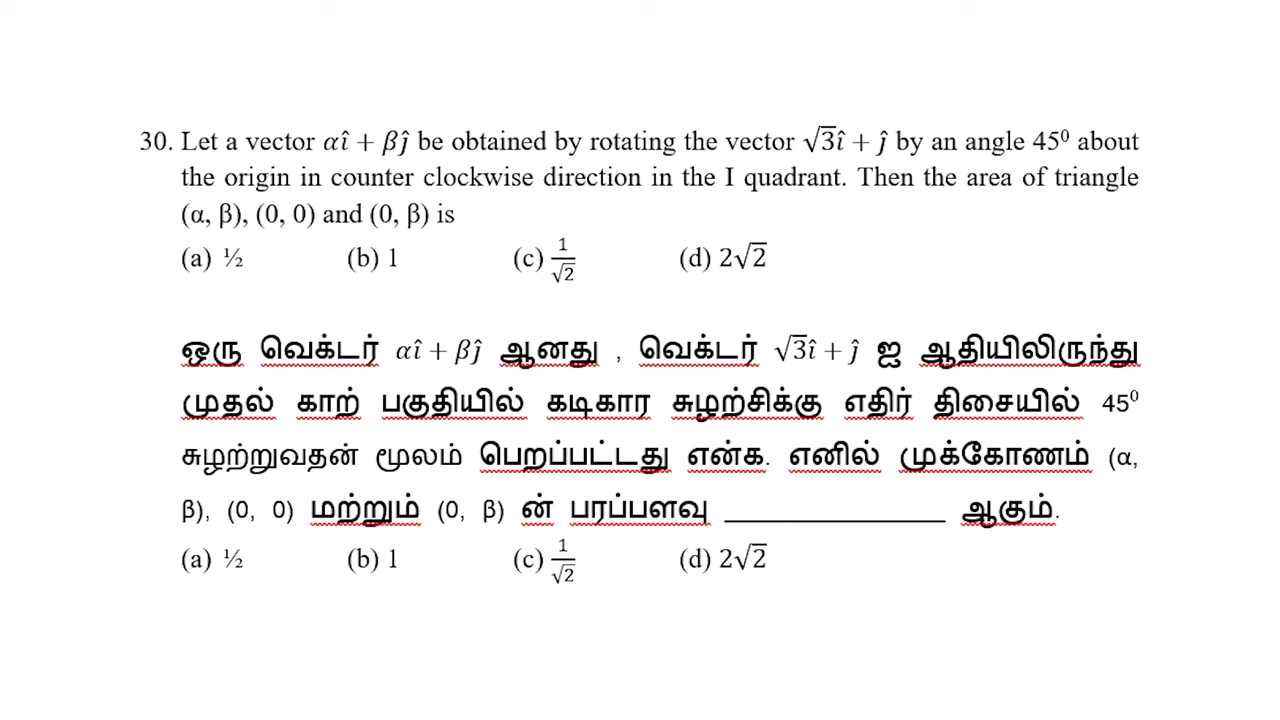 30. Let a vector αî + βĵ be obtained by rotating the vector √3î + ĵ by an angle 45⁰ about
the origin in counter clockwise direction in the I quadrant. Then the area of triangle
(α, β), (0, 0) and (0, β) is
(a) ½ (b) 1 (c) 1/√2 (d) 2√2
ஒரு வெக்டர் αî + βĵ ஆனது , வெக்டர் √3î + ĵ ஐ ஆதியிலிருந்து
முதல் காற் பகுதியில் கடிகார சுழற்சிக்கு எதிர் திசையில் 45⁰
சுழற்றுவதன் மூலம் பெறப்பட்டது என்க. எனில் முக்கோணம் (α,
β), (0, 0) மற்றும் (0, β) ன் பரப்பளவு ________________ ஆகும்.
(a) ½ (b) 1 (c) 1/√2 (d) 2√2